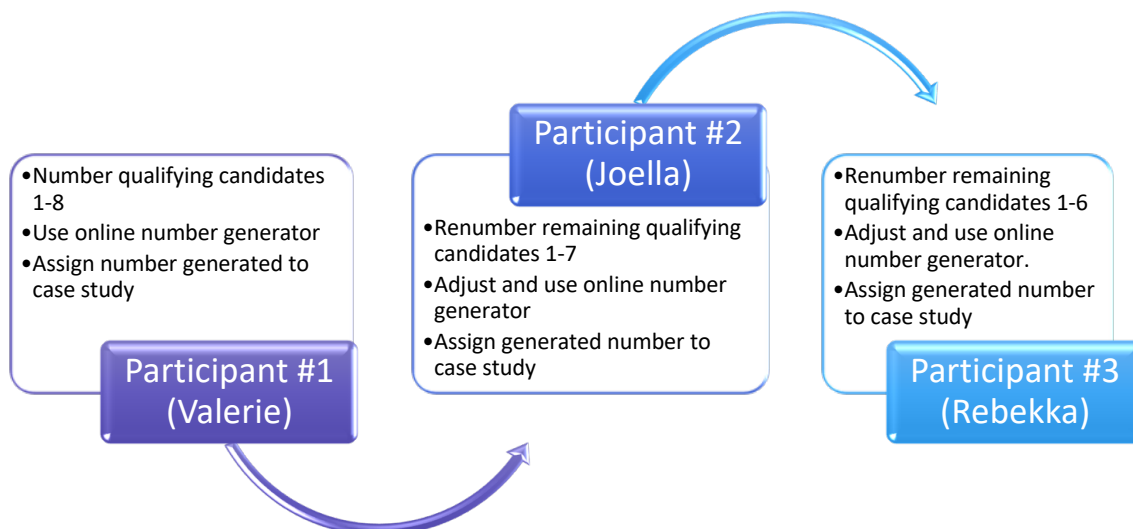 •Number qualifying candidates
1-8
•Use online number generator
•Assign number generated to
case study
Participant #1
(Valerie)
Participant #2
(Joella)
•Renumber remaining qualifying
candidates 1-7
•Adjust and use online number
generator
•Assign generated number to
case study
•Renumber remaining
qualifying candidates 1-6
•Adjust and use online
number generator.
•Assign generated number
to case study
Participant #3
(Rebekka)